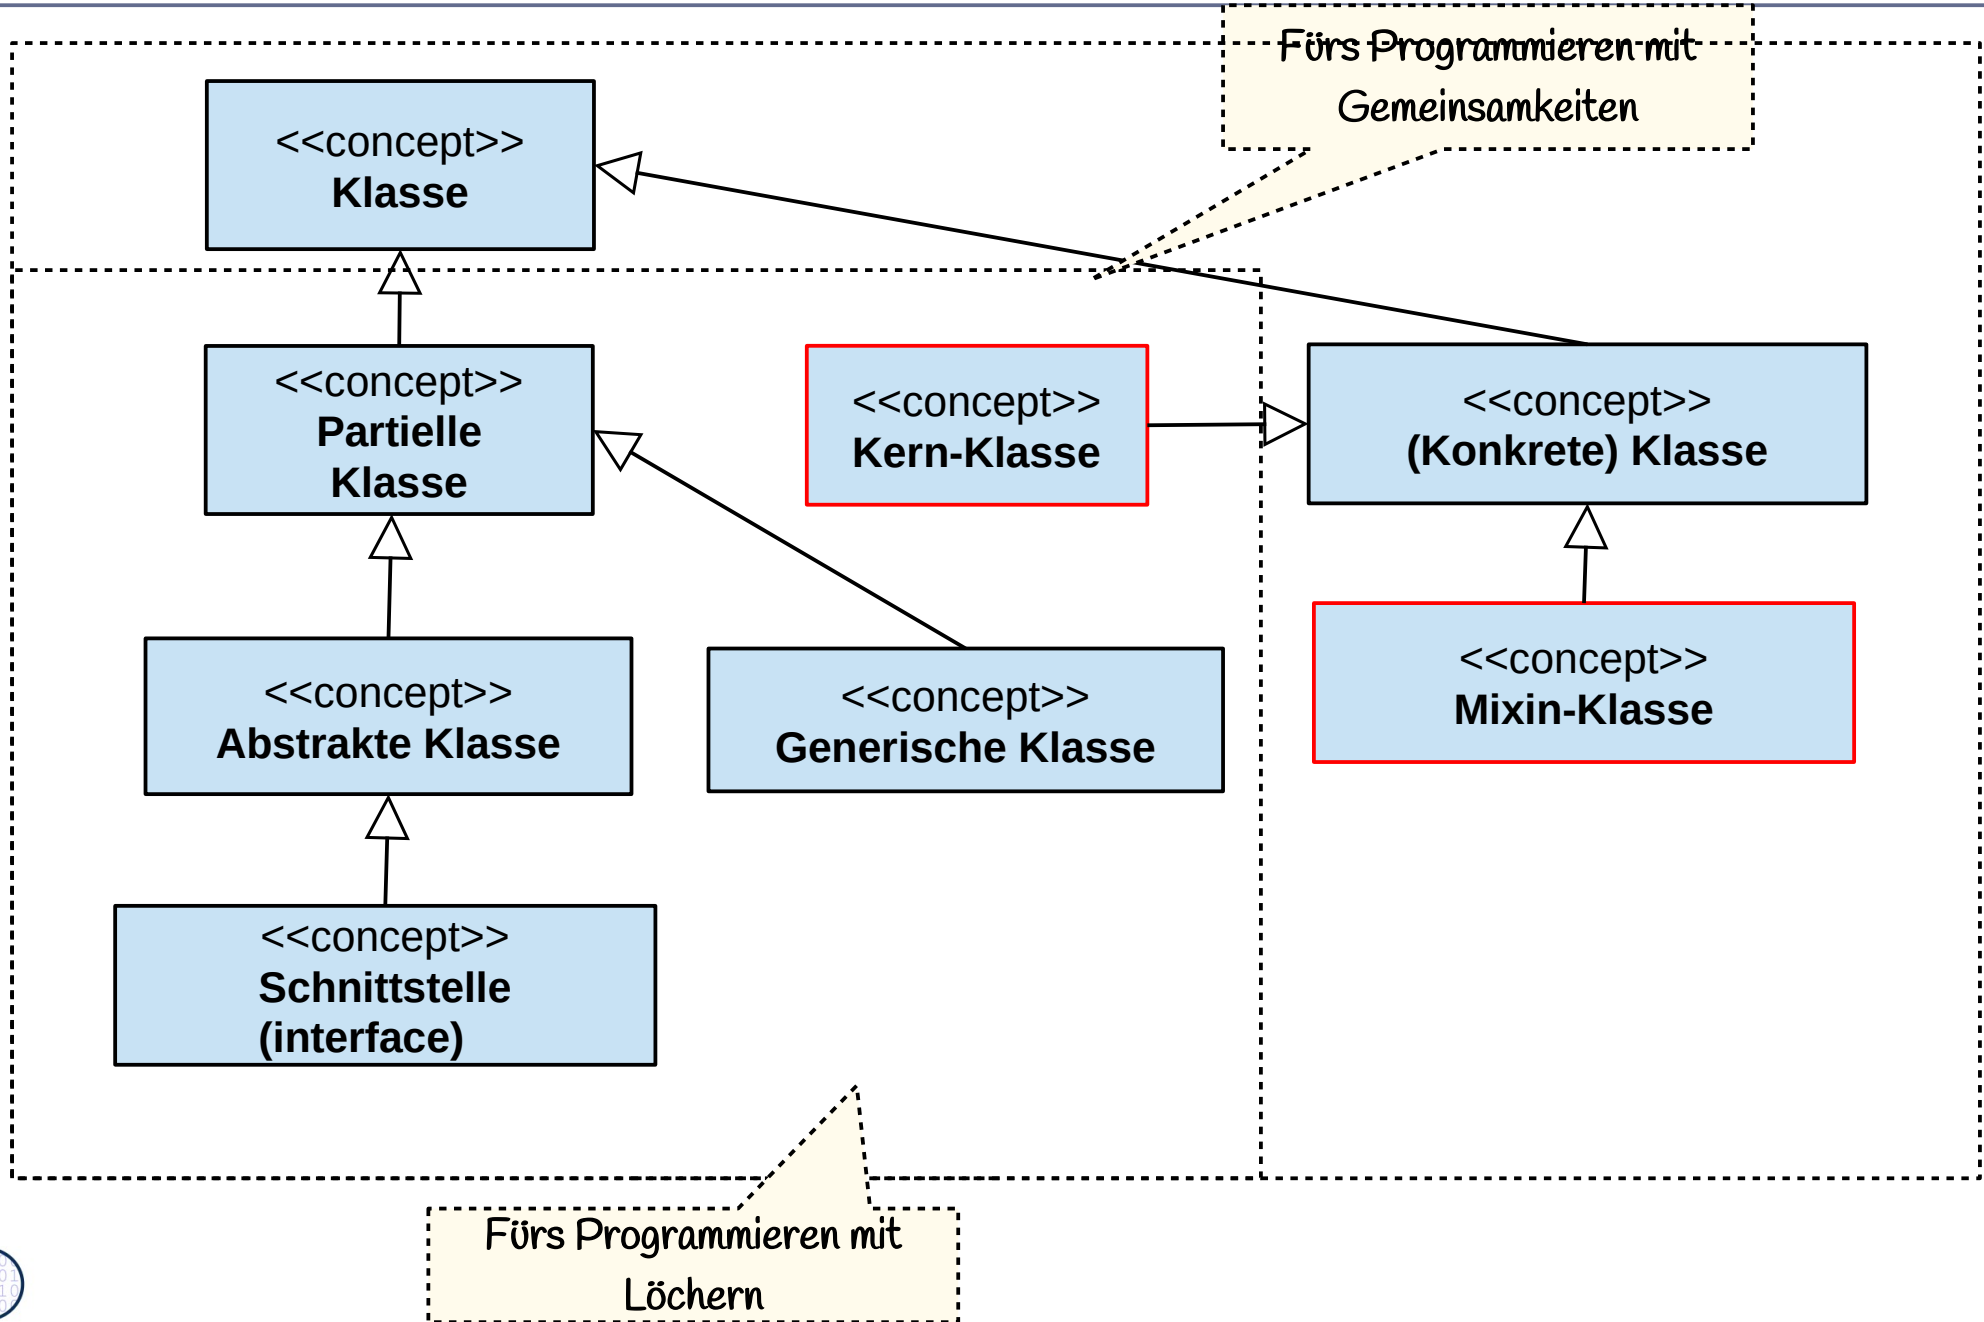 Fürs Programmieren mit
Gemeinsamkeiten
<<concept>>
Klasse
<<concept>>
Partielle
Klasse
<<concept>>
Kern-Klasse
<<concept>>
(Konkrete) Klasse
<<concept>>
Abstrakte Klasse
<<concept>>
Generische Klasse
<<concept>>
Mixin-Klasse
<<concept>>
Schnittstelle
(interface)
Fürs Programmieren mit
Löchern